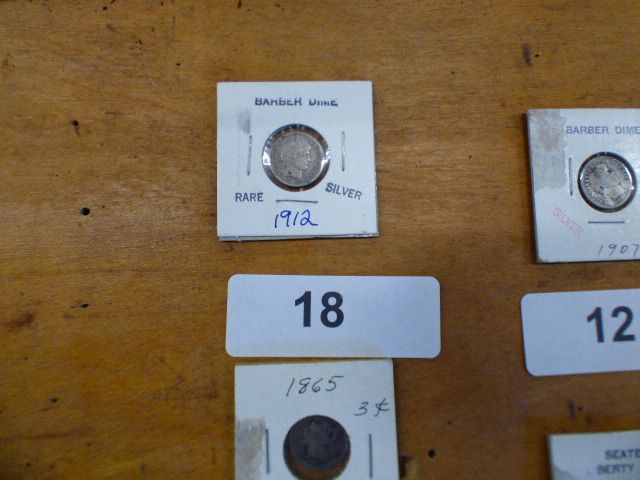 BARBER DIME
RARE SILVER
1912
BARBER DIME
SILVER
1907
18
12
1865
3¢
SEATE
BERTY